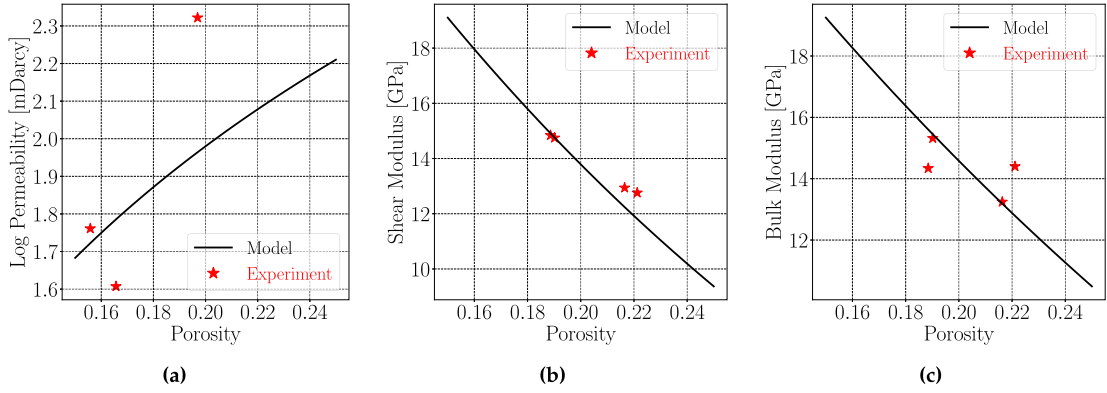 Log Permeability [mDarcy]
2.3
2.2
2.1
2.0
1.9
1.8
1.7
1.6
Model
Experiment
0.16 0.18 0.20 0.22 0.24
Porosity
(a)
Shear Modulus [GPa]
18
16
14
12
10
Model
Experiment
0.16 0.18 0.20 0.22 0.24
Porosity
(b)
Bulk Modulus [GPa]
18
16
14
12
Model
Experiment
0.16 0.18 0.20 0.22 0.24
Porosity
(c)